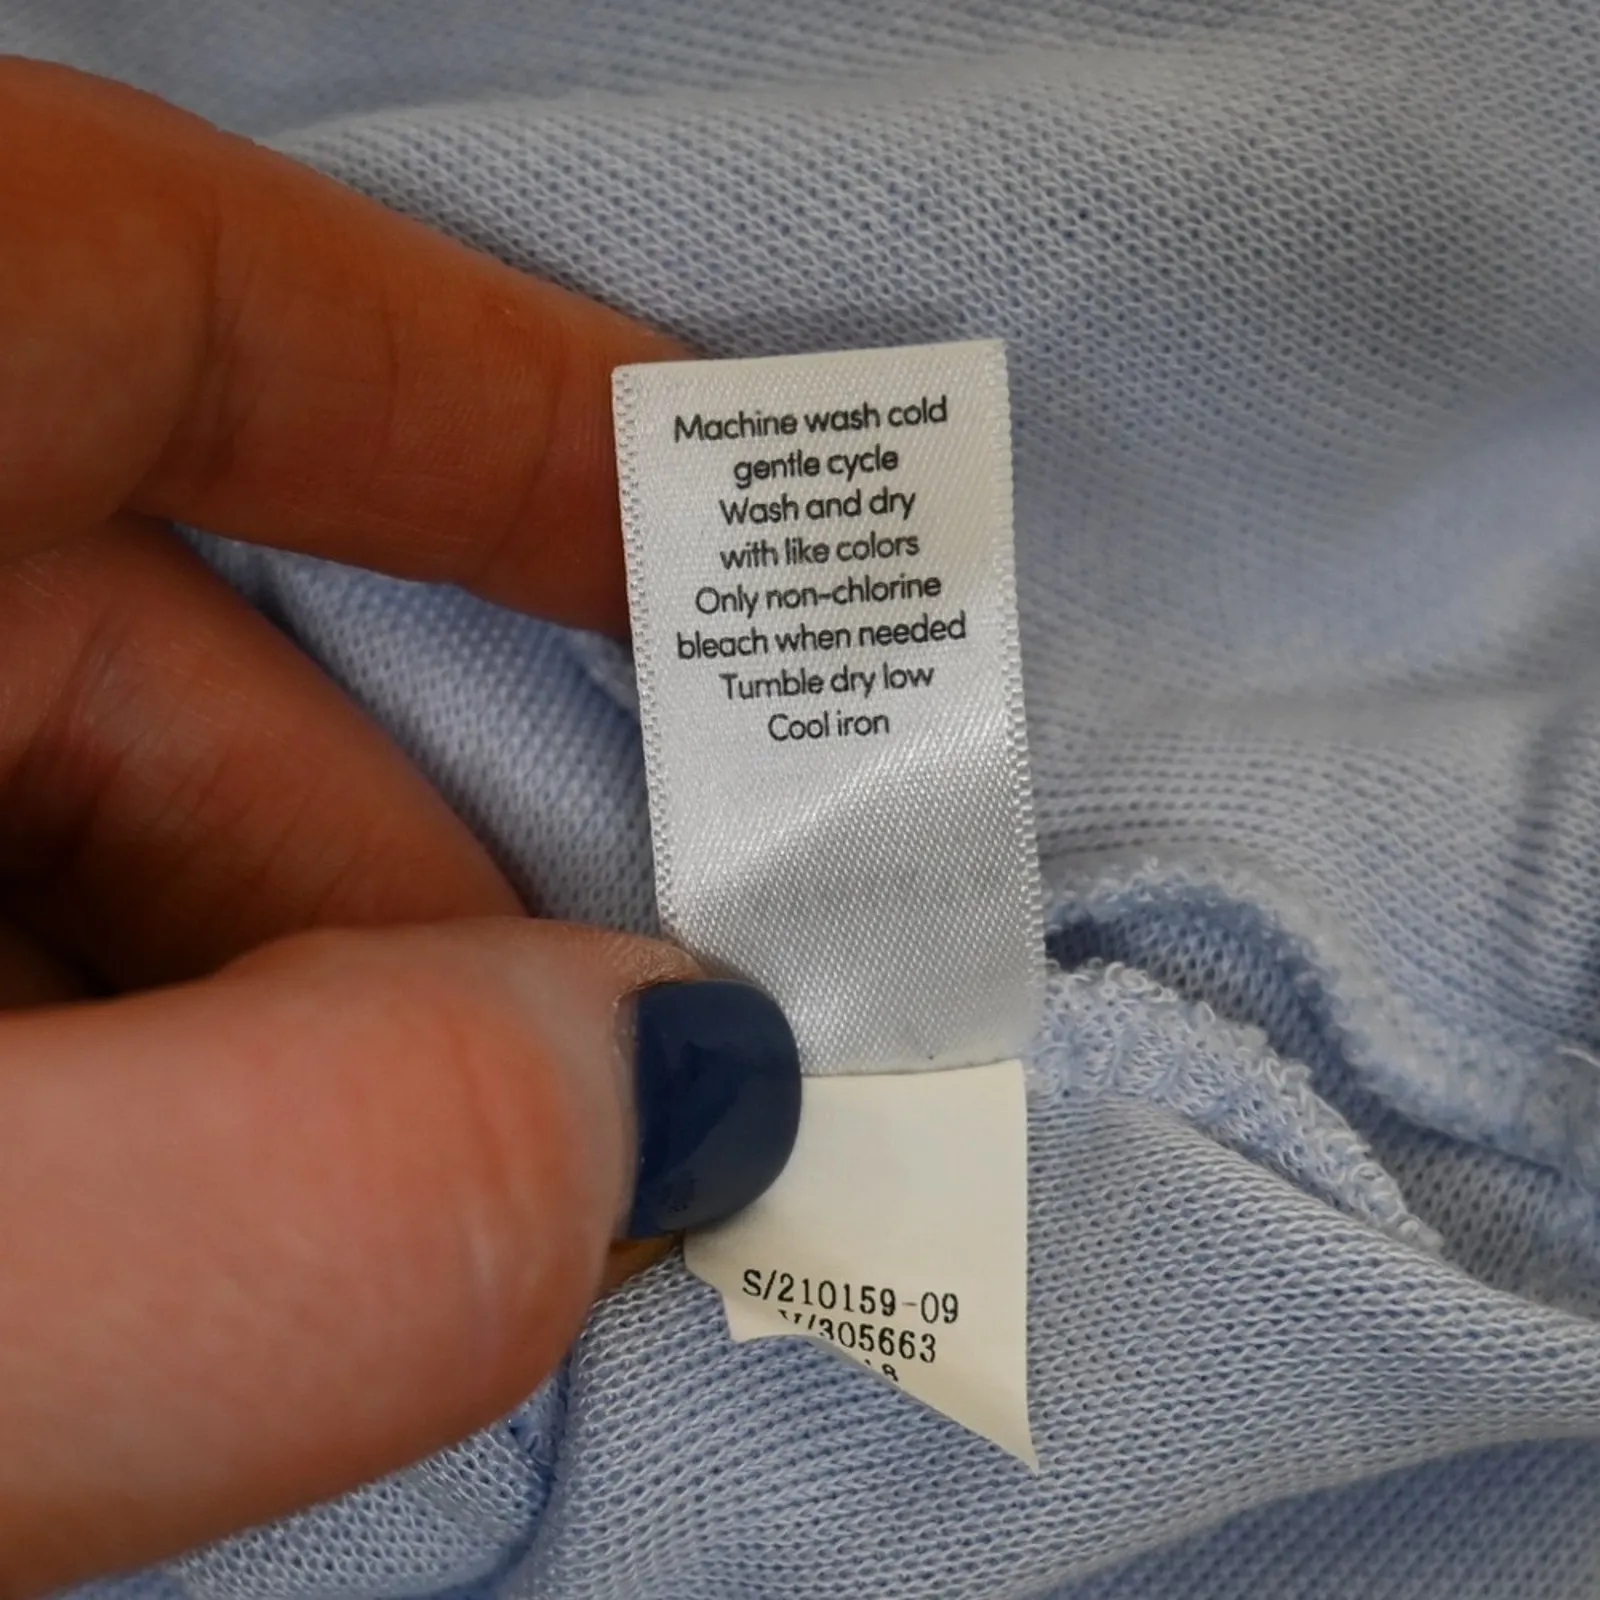 Machine wash cold
gentle cycle
Wash and dry
with like colors
Only non-chlorine
bleach when needed
Tumble dry low
Cool iron
S/210159-09
V/305663